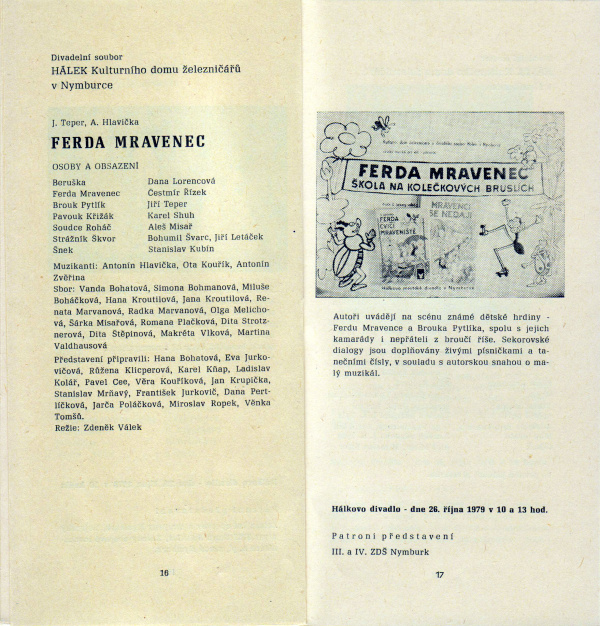 Divadelní soubor
HÁLEK Kulturního domu železničářů
v Nymburce
J. Teper, A. Hlavička
FERDA MRAVENEC
OSOBY A OBSAZENÍ
Beruška Dana Lorencová
Ferda Mravenec Čestmír Řízek
Brouk Pytlík Jiří Teper
Pavouk Křižák Karel Shuh
Soudce Roháč Aleš Misař
Strážník Škvor Bohumil Švarc, Jiří Letáček
Šnek Stanislav Kubín
Muzikanti: Antonín Hlavička, Ota Kouřík, Antonín
Zvěřina
Sbor: Vanda Bohatová, Simona Bohmanová, Miluše
Boháčková, Hana Kroutilová, Jana Kroutilová, Re-
nata Marvanová, Radka Marvanová, Olga Melicho-
vá, Šárka Misařová, Romana Plačková, Dita Strotz-
nerová, Dita Štěpinová, Makréta Vlková, Martina
Valdhausová
Představení připravili: Hana Bohatová, Eva Jurko-
vičová, Růžena Klicperová, Karel Kňap, Ladislav
Kolář, Pavel Cee, Věra Kouříková, Jan Krupička,
Stanislav Mrňavý, František Jurkovič, Dana Pert-
líčková, Jarča Poláčková, Miroslav Ropek, Věnka
Tomšů.
Režie: Zdeněk Válek
16
FERDA MRAVENEC
ŠKOLA NA KOLEČKOVÝCH BRUSLÍCH
FERDA
CVIČÍ
MRAVENIŠTĚ
MRAVENCI
SE NEDAJÍ
Hálkovo městské divadlo v Nymburce
Autoři uvádějí na scénu známé dětské hrdiny -
Ferdu Mravence a Brouka Pytlíka, spolu s jejich
kamarády i nepřáteli z broučí říše. Sekorovské
dialogy jsou doplňovány živými písničkami a ta-
nečními čísly, v souladu s autorskou snahou o ma-
lý muzikál.
Hálkovo divadlo - dne 26. října 1979 v 10 a 13 hod.
Patroni představení
III. a IV. ZDŠ Nymburk
17